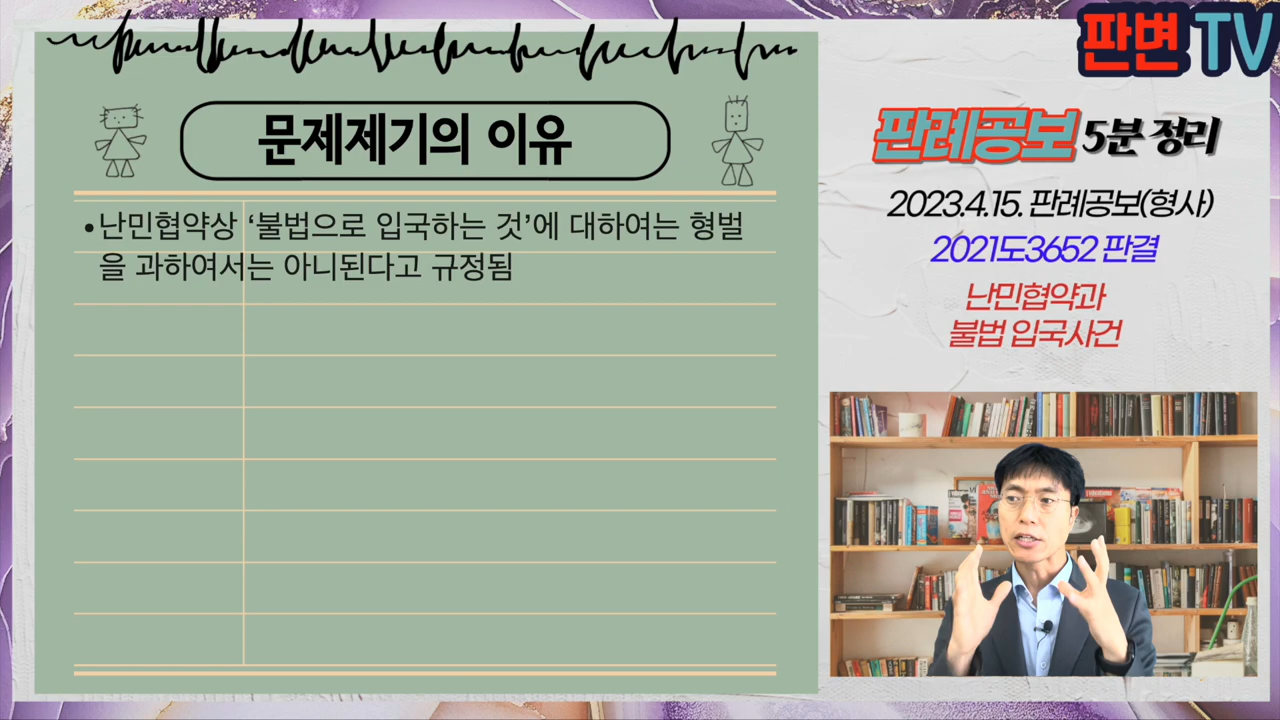 판변 TV
문제제기의 이유
•난민협약상 ‘불법으로 입국하는 것’에 대하여는 형벌
을 과하여서는 아니된다고 규정됨
판례공보 5분 정리
2023.4.15. 판례공보(형사)
2021도3652 판결
난민협약과
불법 입국사건